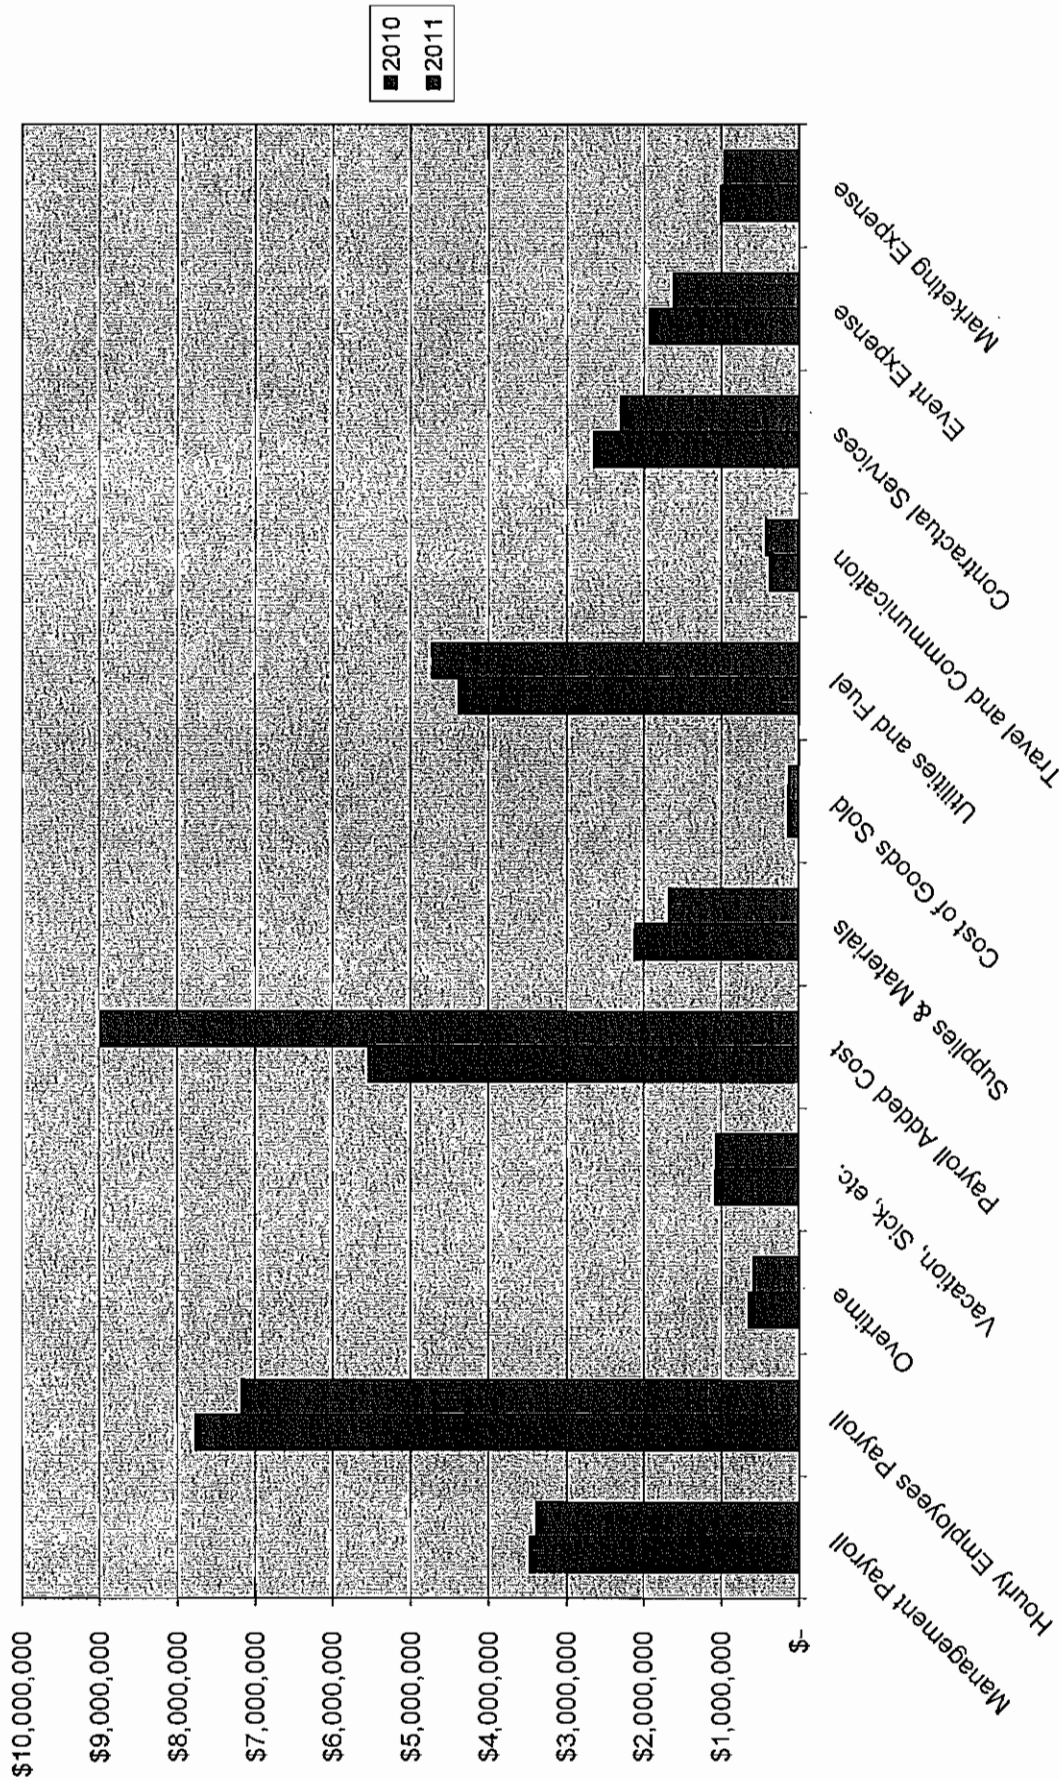 $10,000,000
$9,000,000
$8,000,000
$7,000,000
$6,000,000
$5,000,000
$4,000,000
$3,000,000
$2,000,000
$1,000,000
$-
Management Payroll
Hourly Employees Payroll
Overtime
Vacation, Sick, etc.
Payroll Added Cost
Supplies & Materials
Cost of Goods Sold
Utilities and Fuel
Travel and Communication
Contractual Services
Event Expense
Marketing Expense
2010
2011